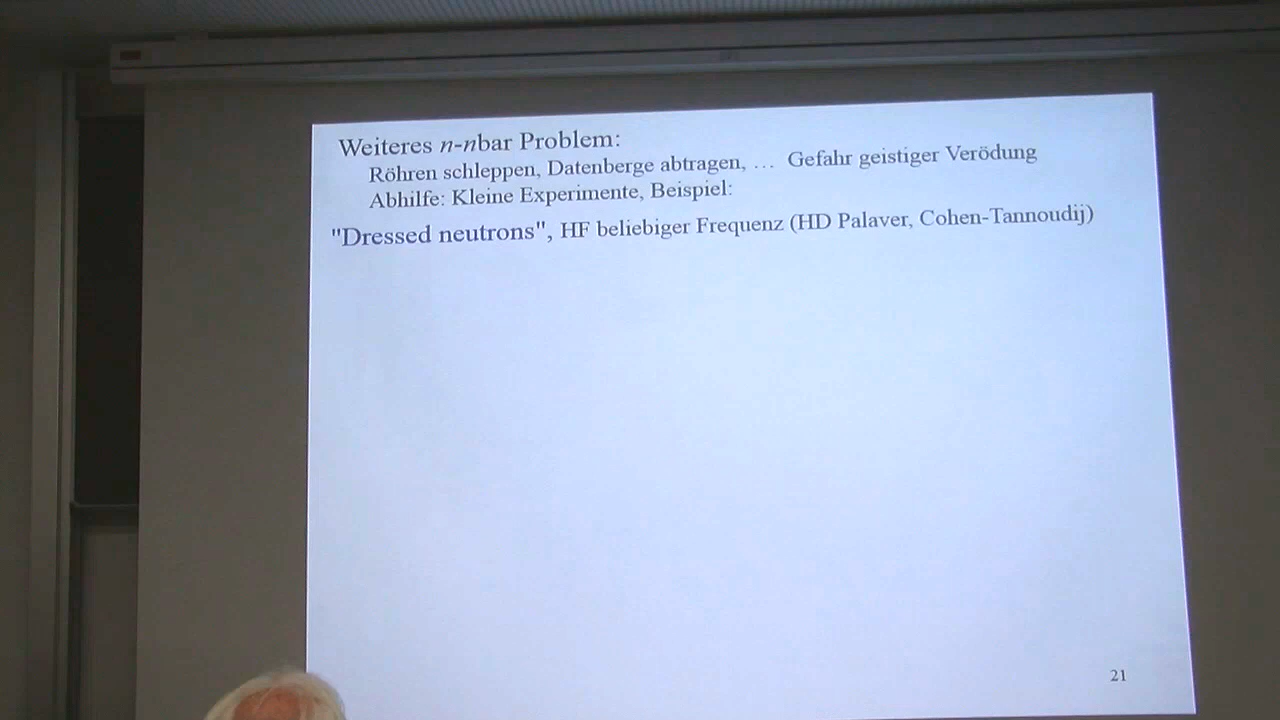 Weiteres n-nbar Problem:
Röhren schleppen, Datenberge abtragen, … Gefahr geistiger Verödung
Abhilfe: Kleine Experimente, Beispiel:
"Dressed neutrons", HF beliebiger Frequenz (HD Palaver, Cohen-Tannoudij)
21